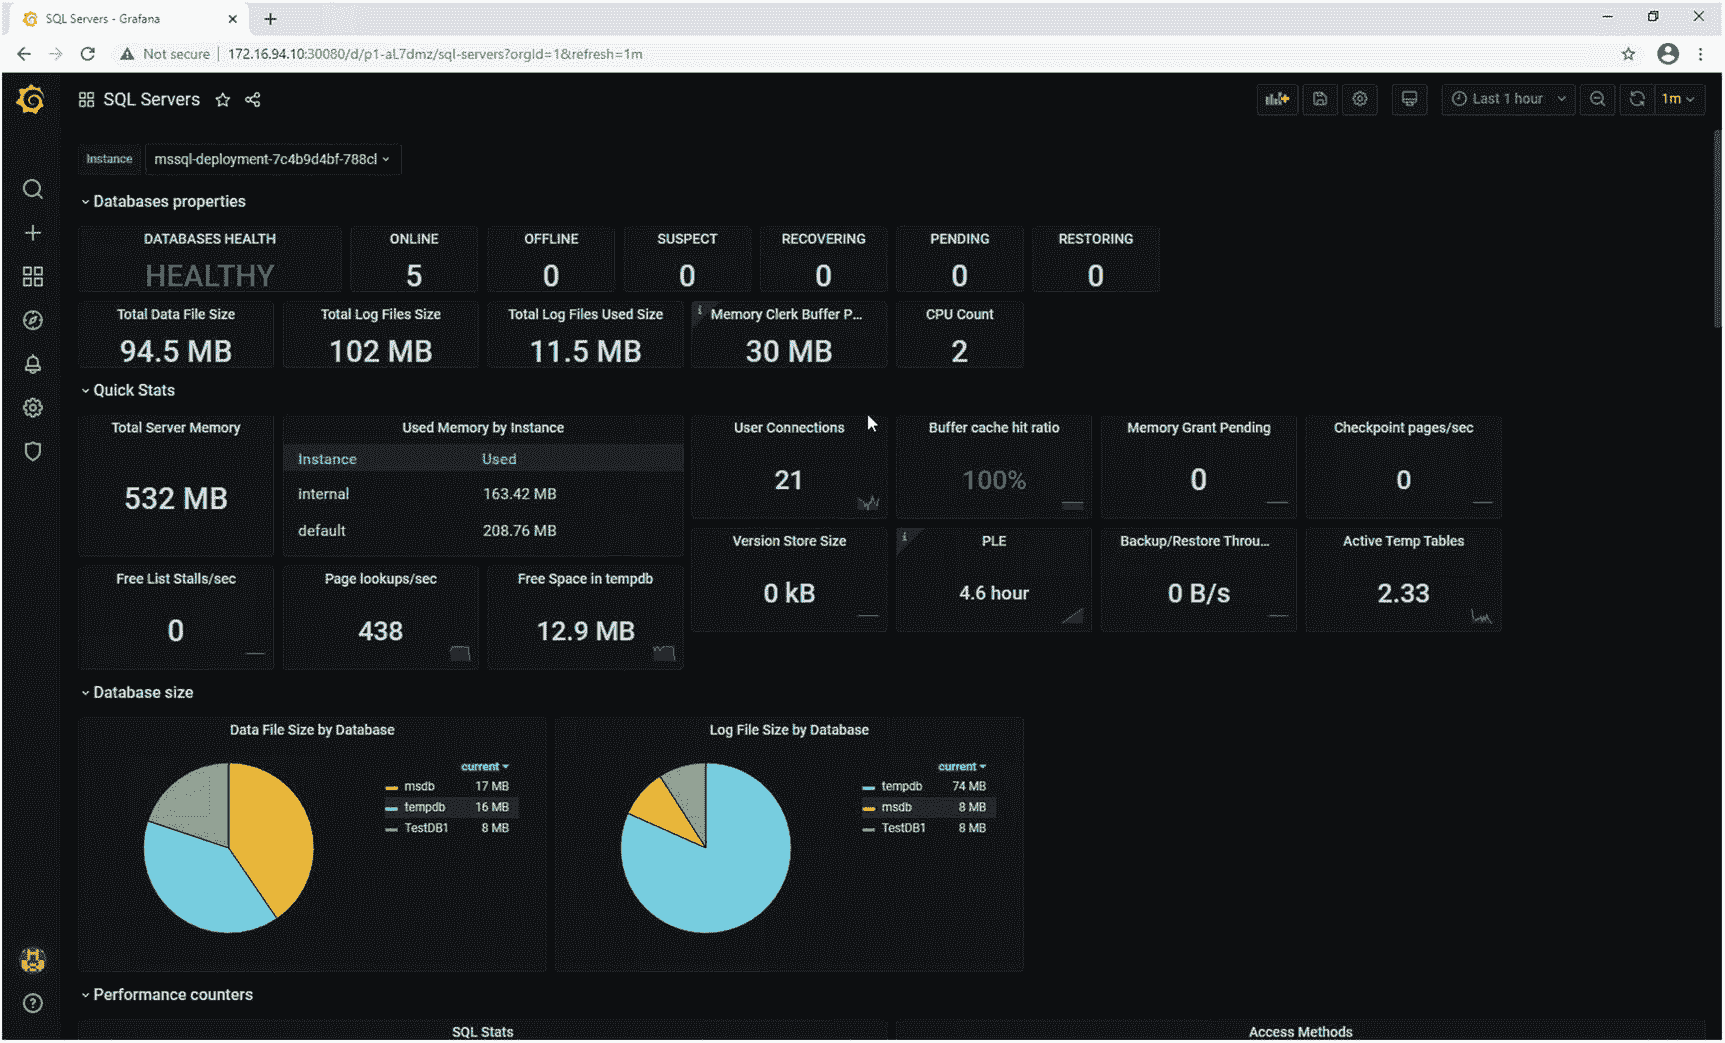 SQL Servers - Grafana
Not secure 172.16.94.10:30080/d/p1-aL7dmz/sql-servers?orgId=1&refresh=1m
SQL Servers
Last 1 hour
1m
Instance mssql-deployment-7c4b9d4bf-788cl
Databases properties
DATABASES HEALTH ONLINE OFFLINE SUSPECT RECOVERING PENDING RESTORING
HEALTHY 5 0 0 0 0 0
Total Data File Size Total Log Files Size Total Log Files Used Size Memory Clerk Buffer P... CPU Count
94.5 MB 102 MB 11.5 MB 30 MB 2
Quick Stats
Total Server Memory
532 MB
Used Memory by Instance
Instance Used
internal 163.42 MB
default 208.76 MB
User Connections Buffer cache hit ratio Memory Grant Pending Checkpoint pages/sec
21 100% 0 0
Version Store Size PLE Backup/Restore Throu... Active Temp Tables
0 kB 4.6 hour 0 B/s 2.33
Free List Stalls/sec Page lookups/sec Free Space in tempdb
0 438 12.9 MB
Database size
Data File Size by Database
current
msdb 17 MB
tempdb 16 MB
TestDB1 8 MB
Log File Size by Database
current
tempdb 74 MB
msdb 8 MB
TestDB1 8 MB
Performance counters
SQL Stats Access Methods